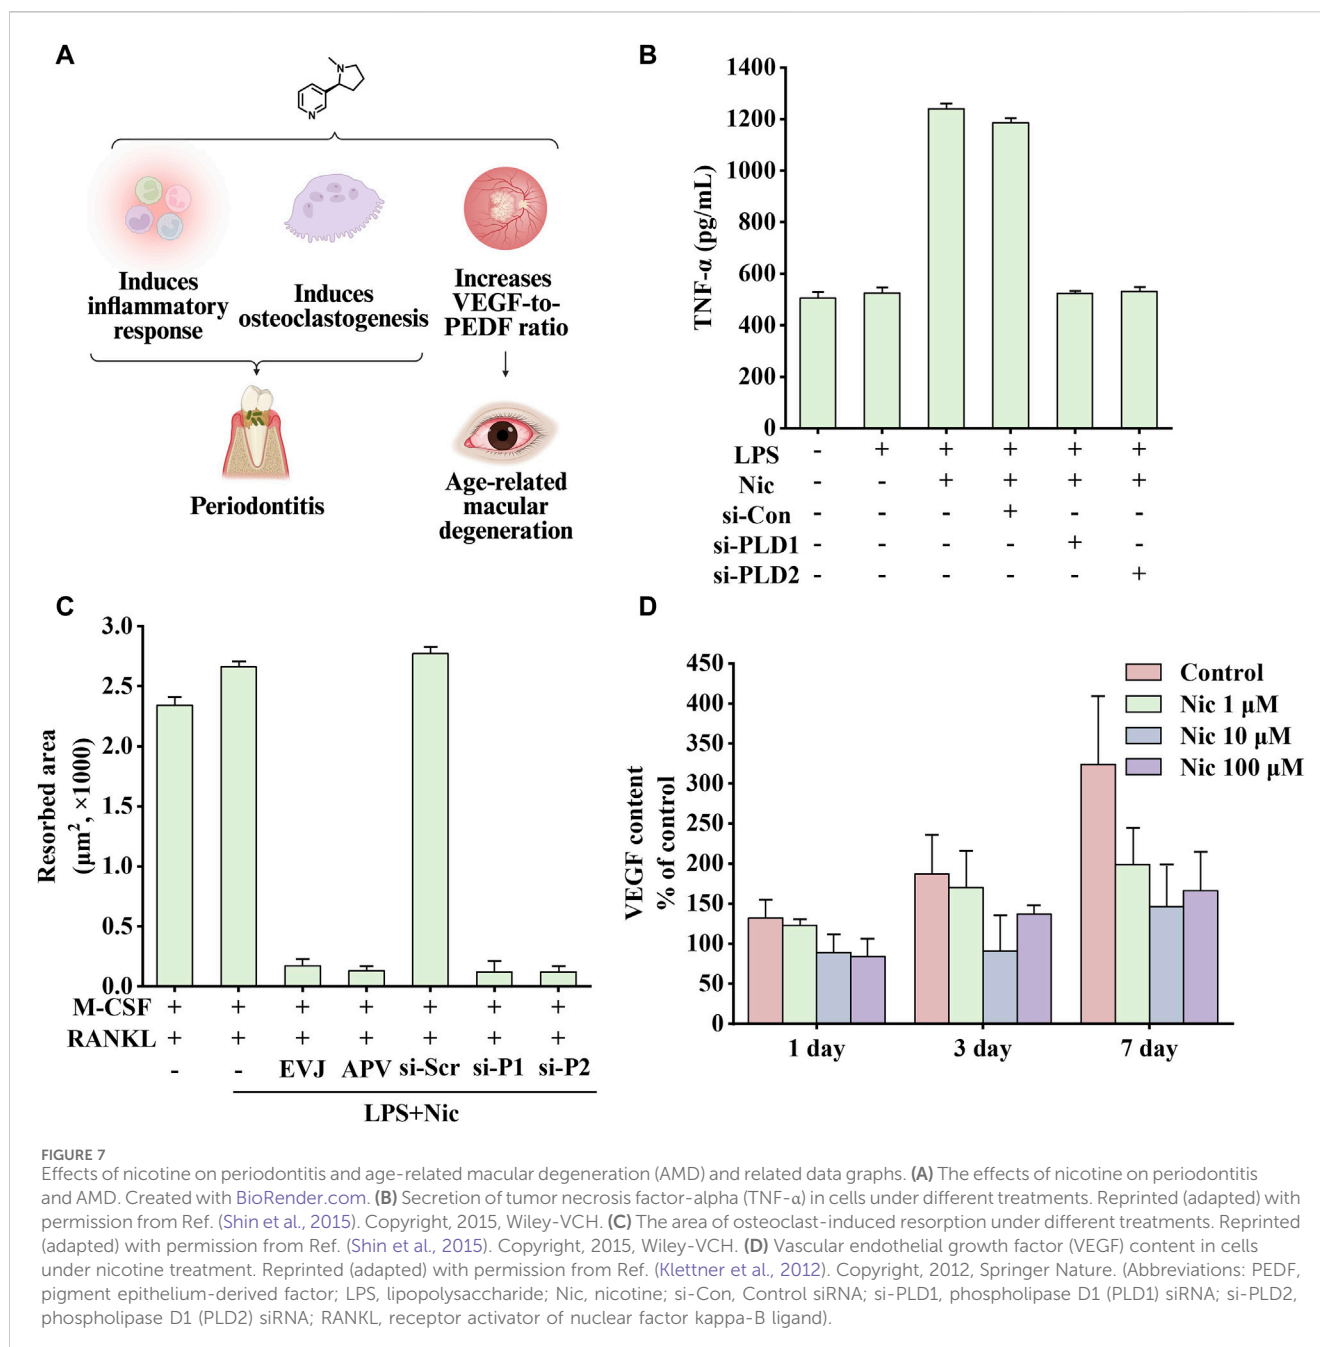 A
N
N
Induces
inflammatory
response
Induces
osteoclastogenesis
Increases
VEGF-to-
PEDF ratio
Periodontitis
Age-related
macular
degeneration
B
TNF-α (pg/mL)
1400
1200
1000
800
600
400
200
0
LPS - + + + + +
Nic - - + + + +
si-Con - - - + - -
si-PLD1 - - - - + -
si-PLD2 - - - - - +
C
Resorbed area
(µm², ×1000)
3.0
2.5
2.0
1.5
1.0
0.5
0.0
M-CSF + + + + + + +
RANKL + + + + + + +
- - EVJ APV si-Scr si-P1 si-P2
LPS+Nic
D
VEGF content
% of control
450
400
350
300
250
200
150
100
50
0
1 day 3 day 7 day
Control
Nic 1 µM
Nic 10 µM
Nic 100 µM
FIGURE 7
Effects of nicotine on periodontitis and age-related macular degeneration (AMD) and related data graphs. (A) The effects of nicotine on periodontitis
and AMD. Created with BioRender.com. (B) Secretion of tumor necrosis factor-alpha (TNF-α) in cells under different treatments. Reprinted (adapted) with
permission from Ref. (Shin et al., 2015). Copyright, 2015, Wiley-VCH. (C) The area of osteoclast-induced resorption under different treatments. Reprinted
(adapted) with permission from Ref. (Shin et al., 2015). Copyright, 2015, Wiley-VCH. (D) Vascular endothelial growth factor (VEGF) content in cells
under nicotine treatment. Reprinted (adapted) with permission from Ref. (Klettner et al., 2012). Copyright, 2012, Springer Nature. (Abbreviations: PEDF,
pigment epithelium-derived factor; LPS, lipopolysaccharide; Nic, nicotine; si-Con, Control siRNA; si-PLD1, phospholipase D1 (PLD1) siRNA; si-PLD2,
phospholipase D1 (PLD2) siRNA; RANKL, receptor activator of nuclear factor kappa-B ligand).